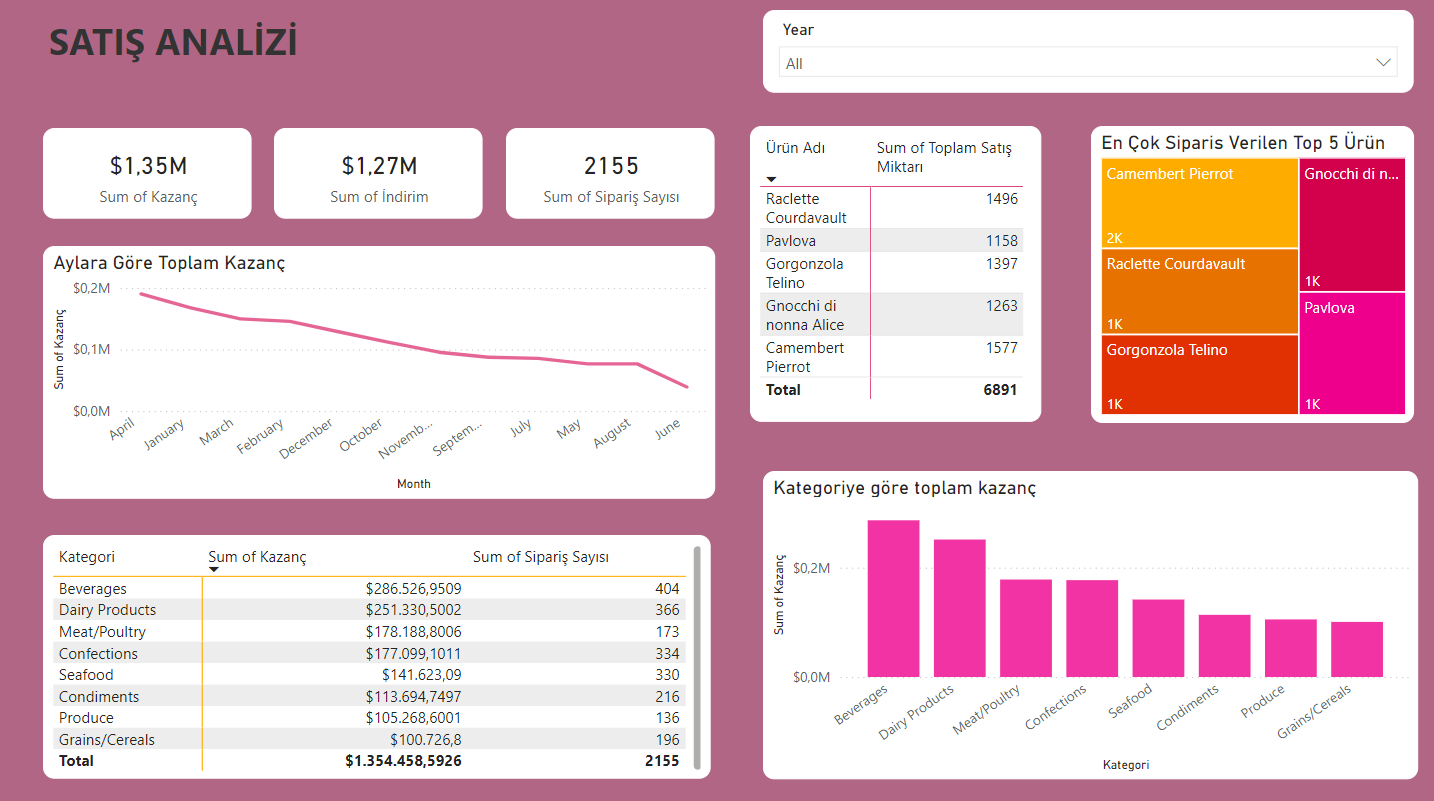 SATIŞ ANALİZİ
Year
All
$1,35M
Sum of Kazanç
$1,27M
Sum of İndirim
2155
Sum of Sipariş Sayısı
Ürün Adı
Sum of Toplam Satış
Miktarı
Raclette
Courdavault
1496
Pavlova
1158
Gorgonzola
Telino
1397
Gnocchi di
nonna Alice
1263
Camembert
Pierrot
1577
Total
6891
En Çok Siparis Verilen Top 5 Ürün
Camembert Pierrot
2K
Raclette Courdavault
1K
Gorgonzola Telino
1K
Gnocchi di n...
1K
Pavlova
1K
Aylara Göre Toplam Kazanç
Sum of Kazanç
$0,2M
$0,1M
$0,0M
April
January
March
February
December
October
Novemb...
Septem...
July
May
August
June
Month
Kategori Sum of Kazanç Sum of Sipariş Sayısı
Beverages $286.526,9509 404
Dairy Products $251.330,5002 366
Meat/Poultry $178.188,8006 173
Confections $177.099,1011 334
Seafood $141.623,09 330
Condiments $113.694,7497 216
Produce $105.268,6001 136
Grains/Cereals $100.726,8 196
Total $1.354.458,5926 2155
Kategoriye göre toplam kazanç
Sum of Kazanç
$0,2M
$0,0M
Beverages
Dairy Products
Meat/Poultry
Confections
Seafood
Condiments
Produce
Grains/Cereals
Kategori